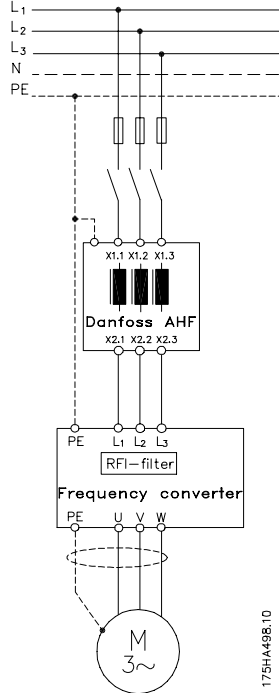 L1
L2
L3
N
PE
X1.1 X1.2 X1.3
Danfoss AHF
X2.1 X2.2 X2.3
PE L1 L2 L3
RFI-filter
Frequency converter
PE U V W
M
3~
175HA498.10